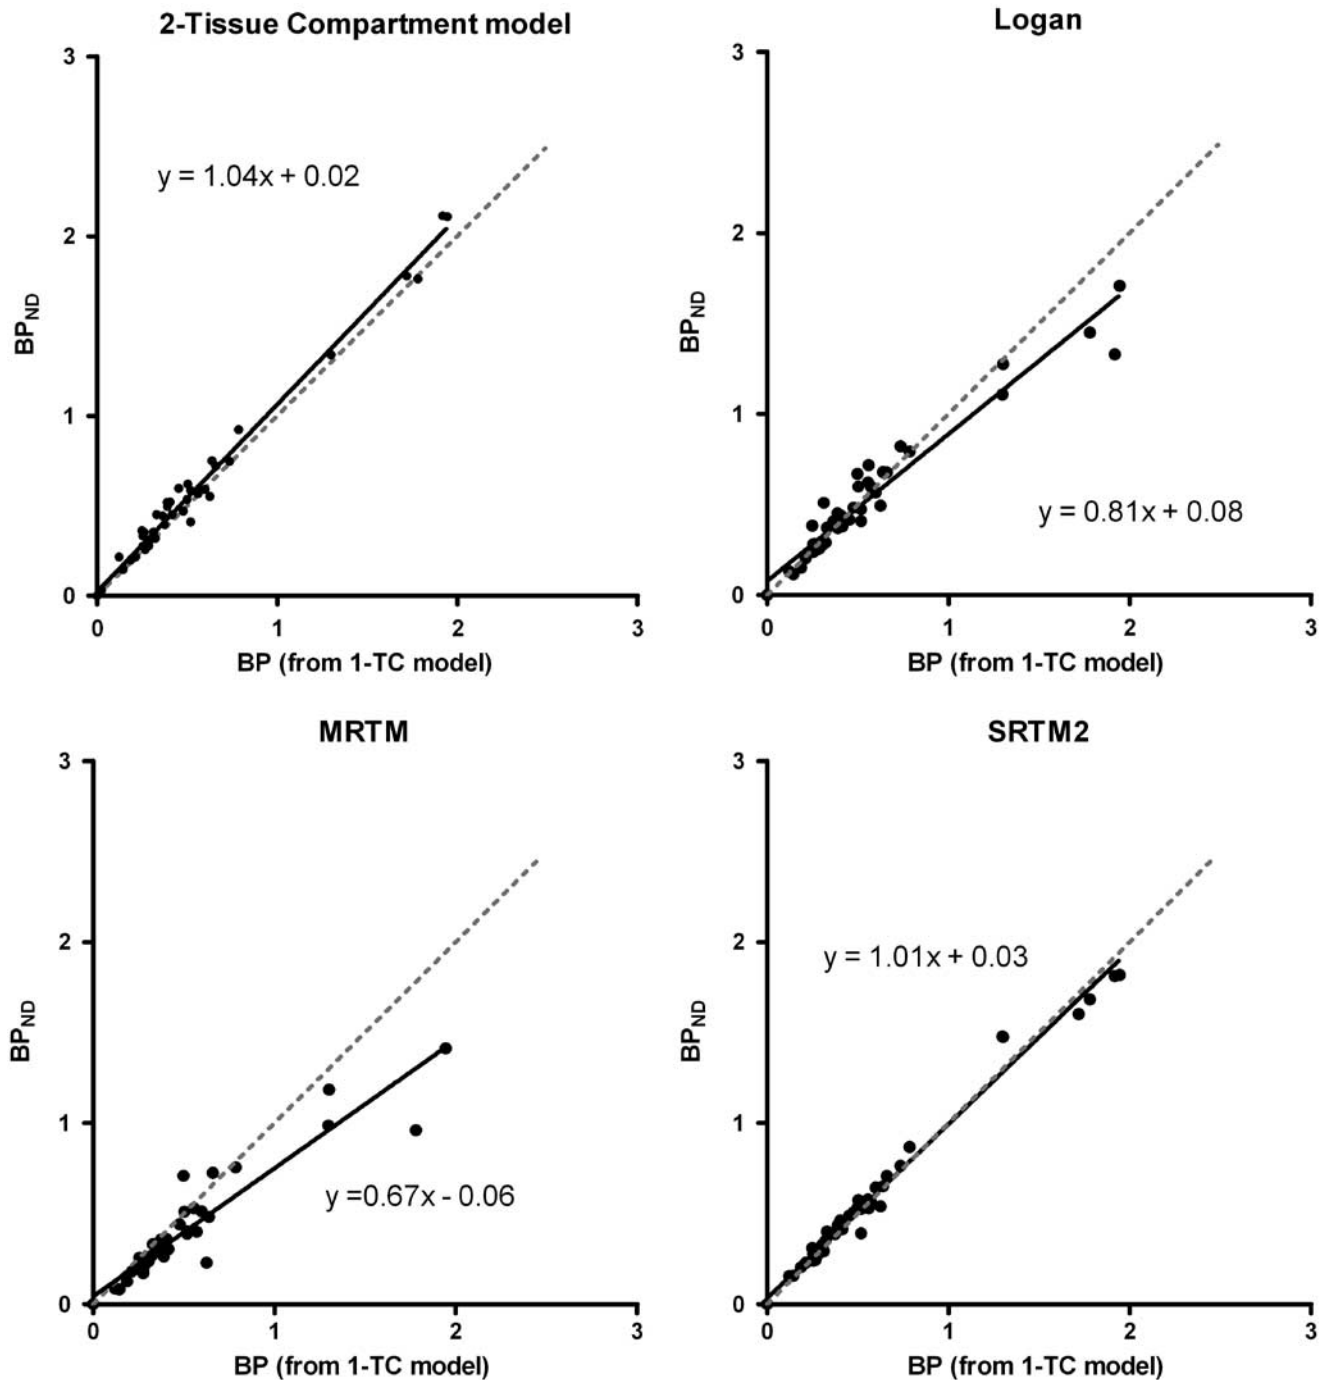 2-Tissue Compartment model
3
y = 1.04x + 0.02
2
BPND
1
0
0 1 2 3
BP (from 1-TC model)
Logan
3
2
BPND
1
y = 0.81x + 0.08
0
0 1 2 3
BP (from 1-TC model)
MRTM
3
2
BPND
1
y =0.67x - 0.06
0
0 1 2 3
BP (from 1-TC model)
SRTM2
3
y = 1.01x + 0.03
2
BPND
1
0
0 1 2 3
BP (from 1-TC model)